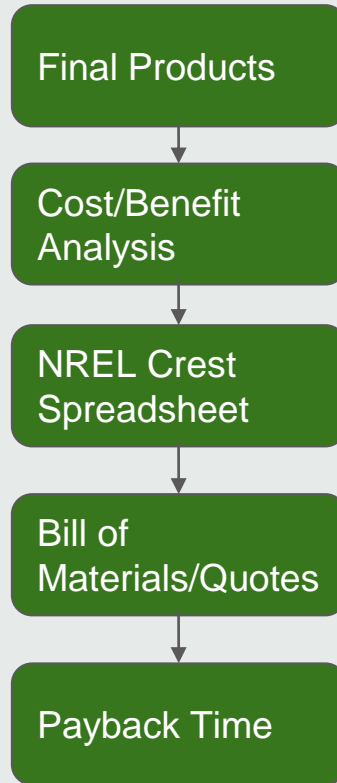 Final Products
Cost/Benefit
Analysis
NREL Crest
Spreadsheet
Bill of
Materials/Quotes
Payback Time